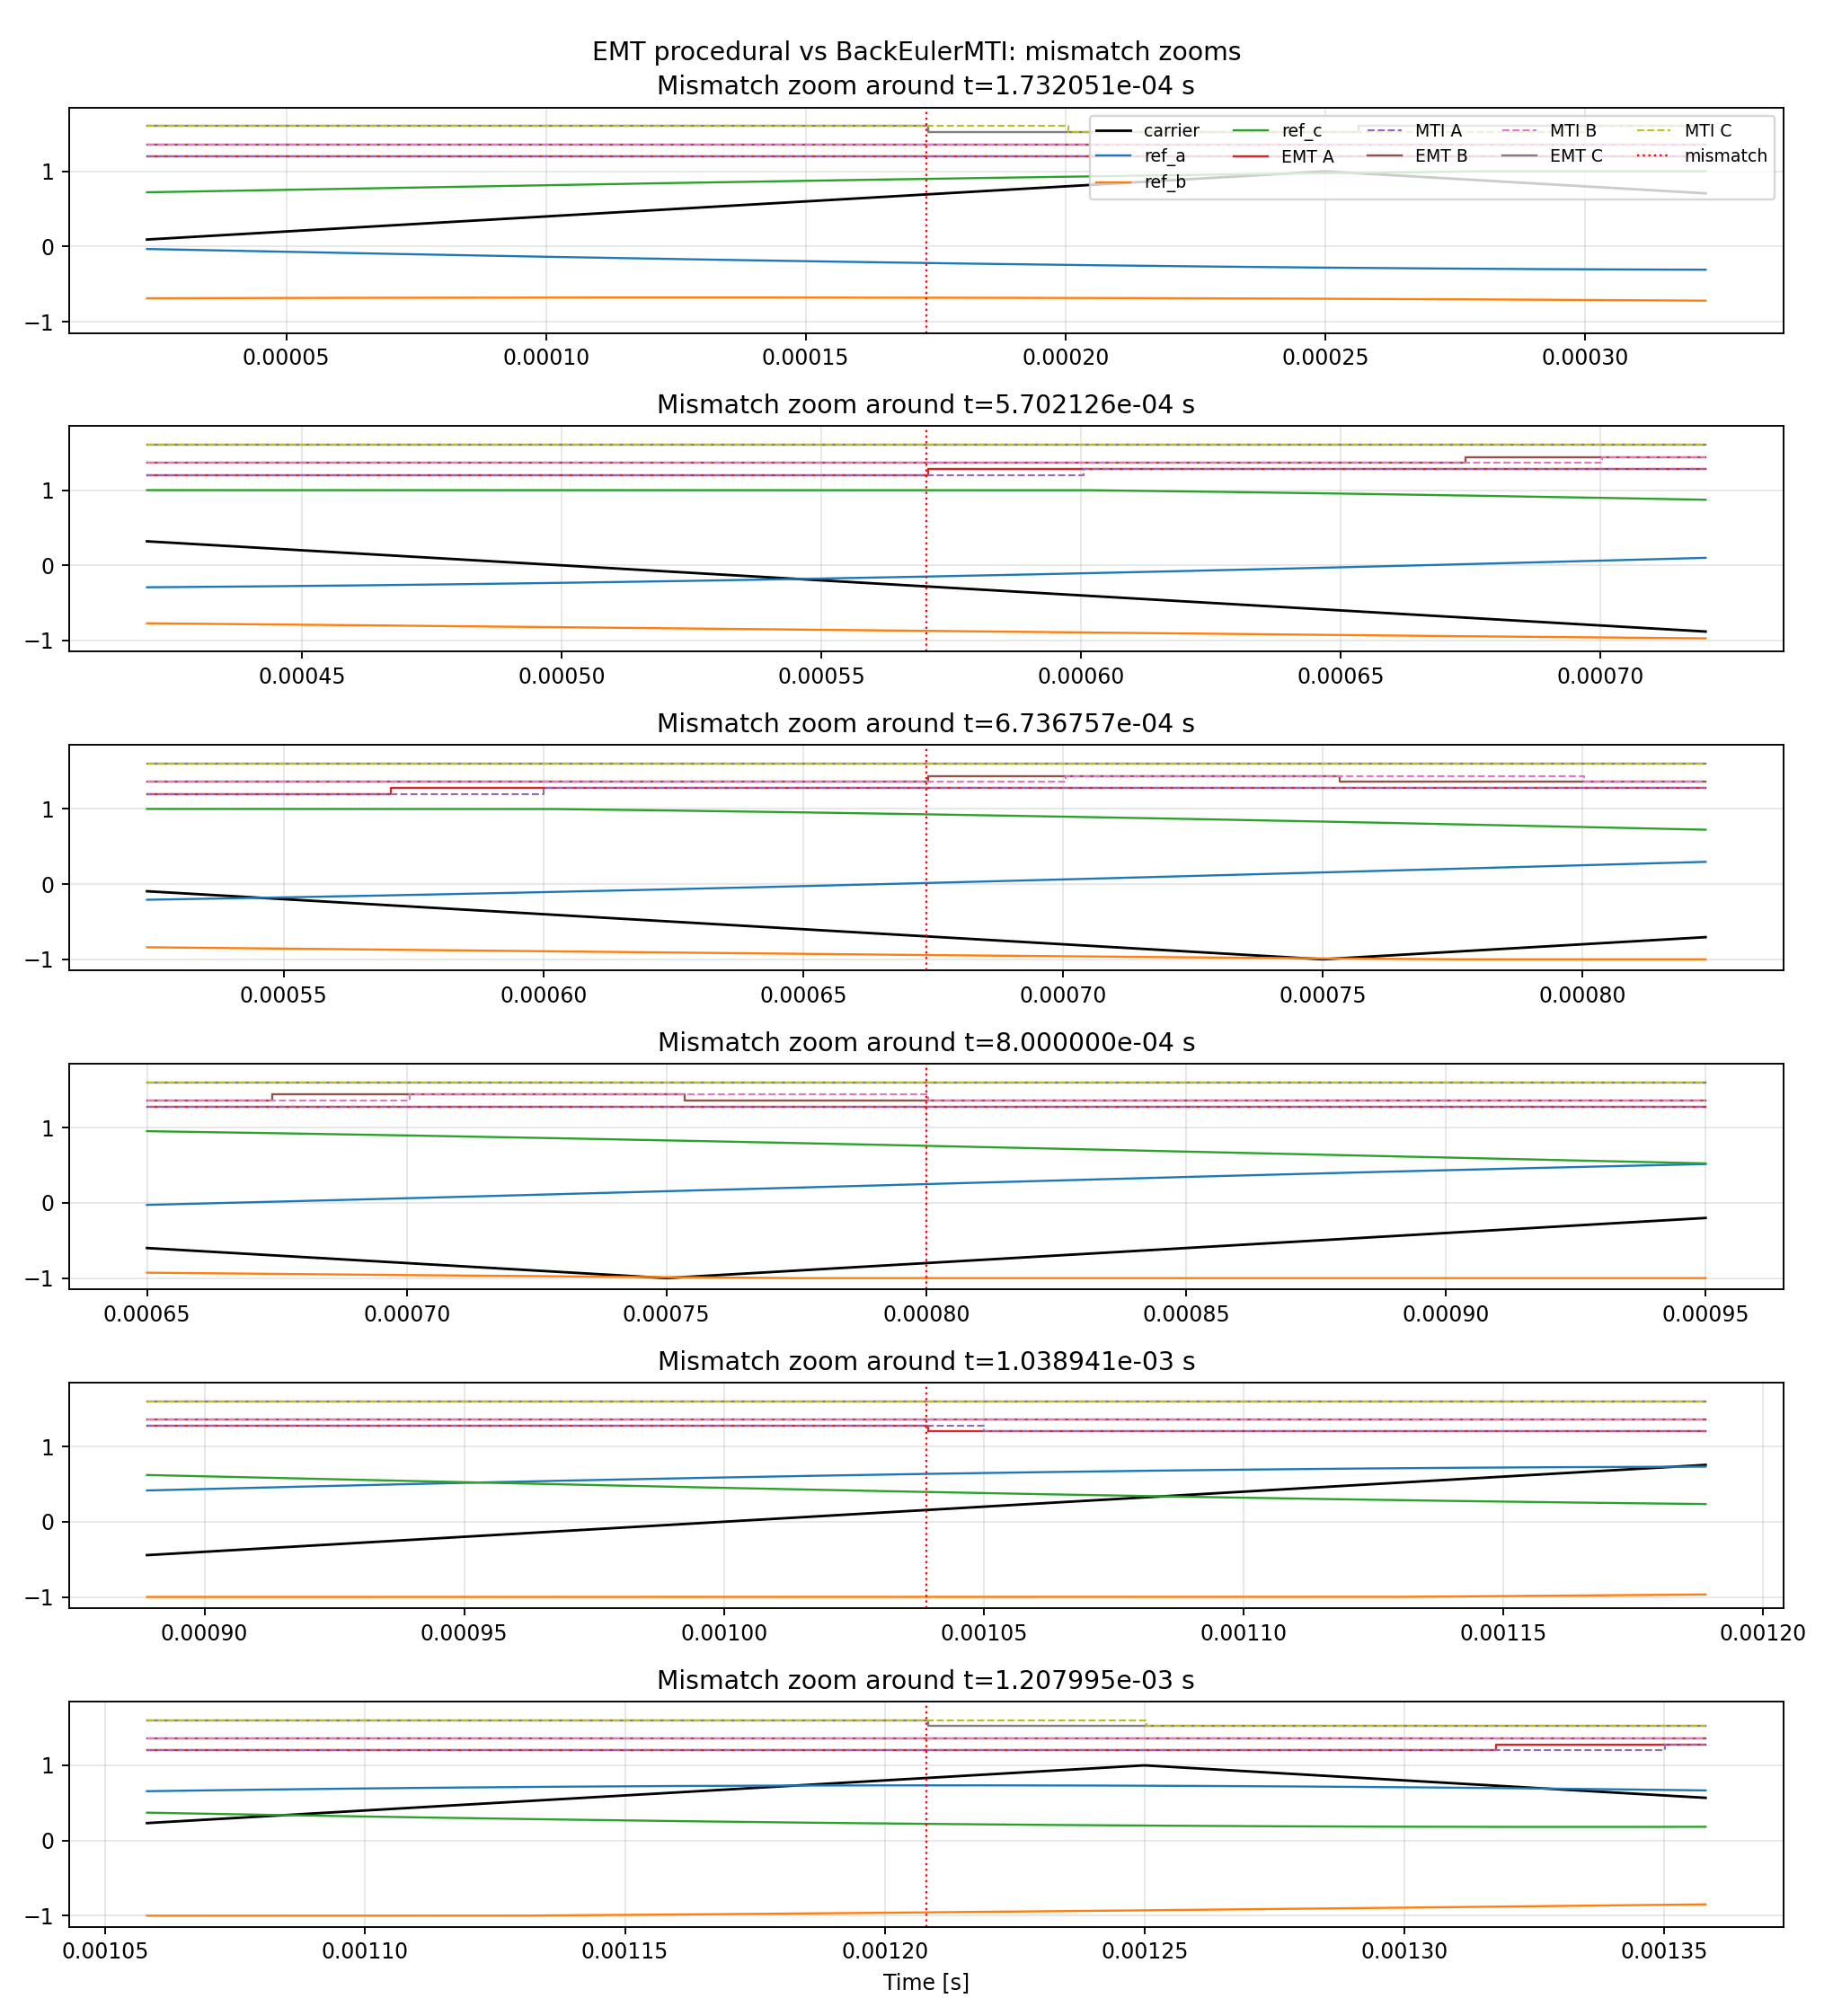 EMT procedural vs BackEulerMTI: mismatch zooms
Mismatch zoom around t=1.732051e-04 s
carrier ref_c MTI A MTI B MTI C
ref_a EMT A EMT B EMT C mismatch
ref_b
1
0
−1
0.00005 0.00010 0.00015 0.00020 0.00025 0.00030
Mismatch zoom around t=5.702126e-04 s
1
0
−1
0.00045 0.00050 0.00055 0.00060 0.00065 0.00070
Mismatch zoom around t=6.736757e-04 s
1
0
−1
0.00055 0.00060 0.00065 0.00070 0.00075 0.00080
Mismatch zoom around t=8.000000e-04 s
1
0
−1
0.00065 0.00070 0.00075 0.00080 0.00085 0.00090 0.00095
Mismatch zoom around t=1.038941e-03 s
1
0
−1
0.00090 0.00095 0.00100 0.00105 0.00110 0.00115 0.00120
Mismatch zoom around t=1.207995e-03 s
1
0
−1
0.00105 0.00110 0.00115 0.00120 0.00125 0.00130 0.00135
Time [s]